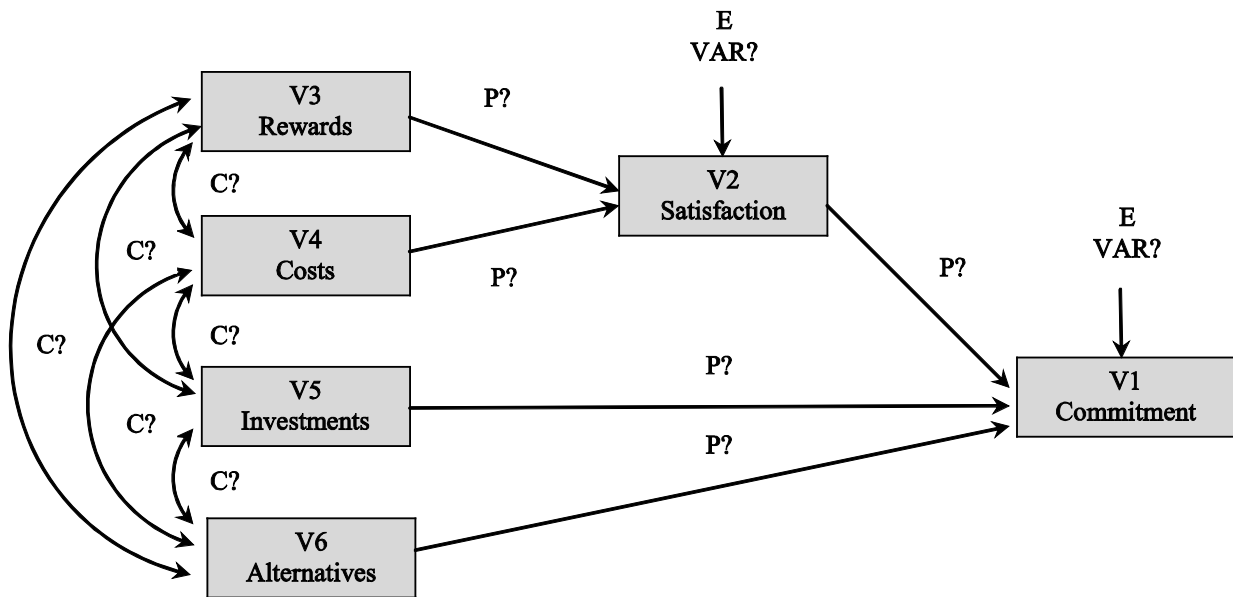 E
VAR?
V3
Rewards
P?
C?
V2
Satisfaction
E
VAR?
V4
Costs
C?
P?
P?
C?
C?
V5
Investments
P?
V1
Commitment
C?
P?
C?
V6
Alternatives